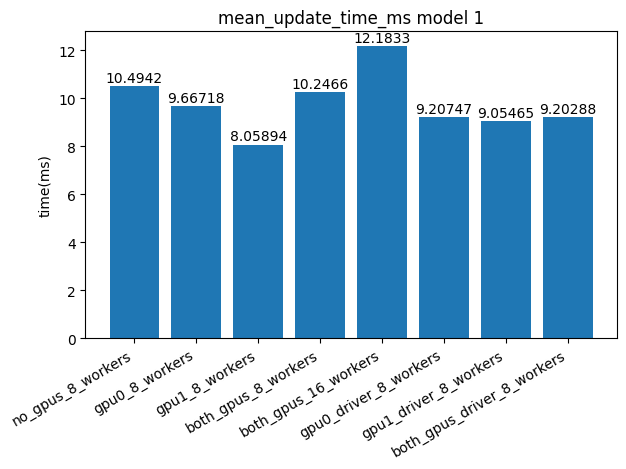 mean_update_time_ms model 1
time(ms)
12
10
8
6
4
2
0
10.4942
9.66718
8.05894
10.2466
12.1833
9.20747
9.05465
9.20288
no_gpus_8_workers
gpu0_8_workers
gpu1_8_workers
both_gpus_8_workers
both_gpus_16_workers
gpu0_driver_8_workers
gpu1_driver_8_workers
both_gpus_driver_8_workers